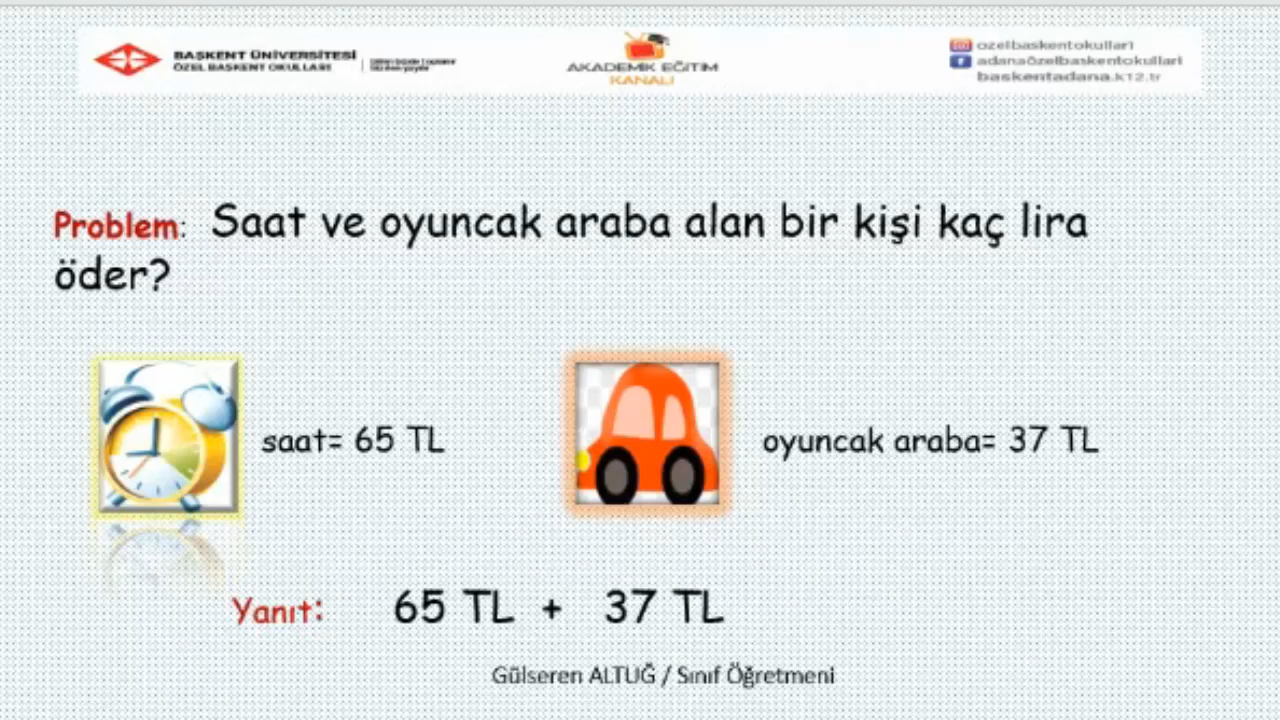 BAŞKENT ÜNİVERSİTESİ
ÖZEL BAŞKENT OKULLARI
AKADEMİK EĞİTİM
KANALI
ozelbaskentokullari
adanaözelbaskentokullari
baskentadana.k12.tr
Problem: Saat ve oyuncak araba alan bir kişi kaç lira
öder?
saat= 65 TL
oyuncak araba= 37 TL
Yanıt: 65 TL + 37 TL
Gülseren ALTUĞ / Sınıf Öğretmeni